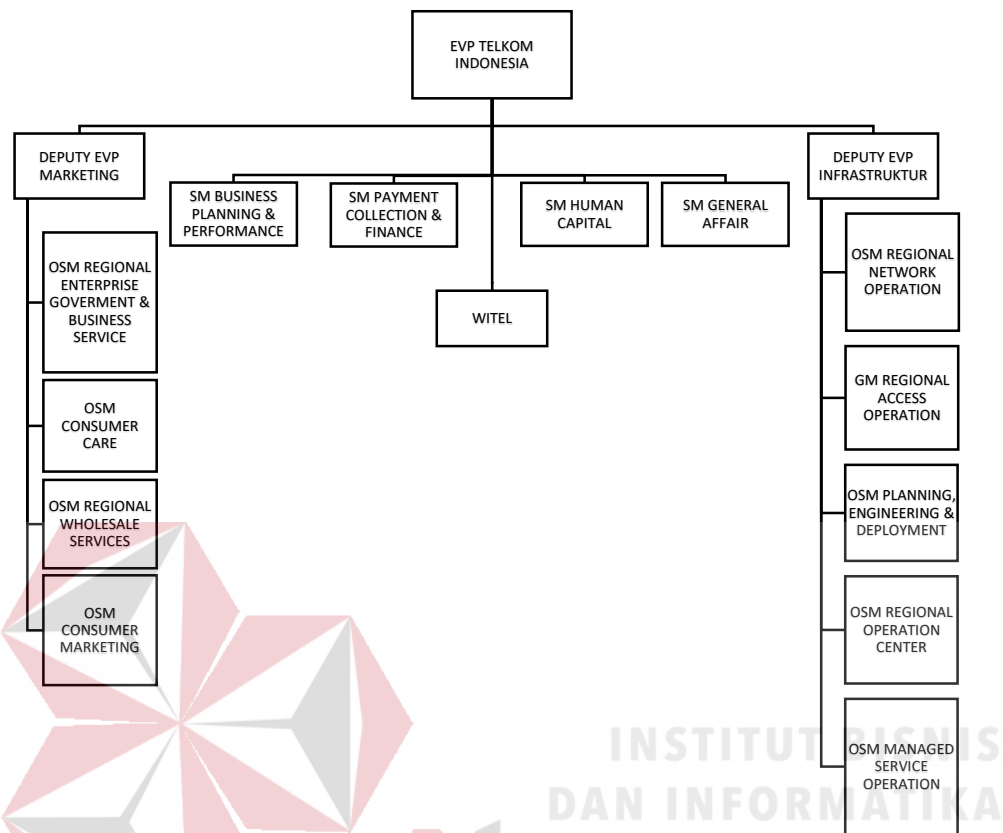 EVP TELKOM
INDONESIA
DEPUTY EVP
MARKETING
DEPUTY EVP
INFRASTRUKTUR
SM BUSINESS
PLANNING &
PERFORMANCE
SM PAYMENT
COLLECTION &
FINANCE
SM HUMAN
CAPITAL
SM GENERAL
AFFAIR
WITEL
OSM REGIONAL
ENTERPRISE
GOVERMENT &
BUSINESS
SERVICE
OSM
CONSUMER
CARE
OSM REGIONAL
WHOLESALE
SERVICES
OSM
CONSUMER
MARKETING
OSM REGIONAL
NETWORK
OPERATION
GM REGIONAL
ACCESS
OPERATION
OSM PLANNING,
ENGINEERING &
DEPLOYMENT
OSM REGIONAL
OPERATION
CENTER
OSM MANAGED
SERVICE
OPERATION
INSTITUT BISNIS
DAN INFORMATIKA